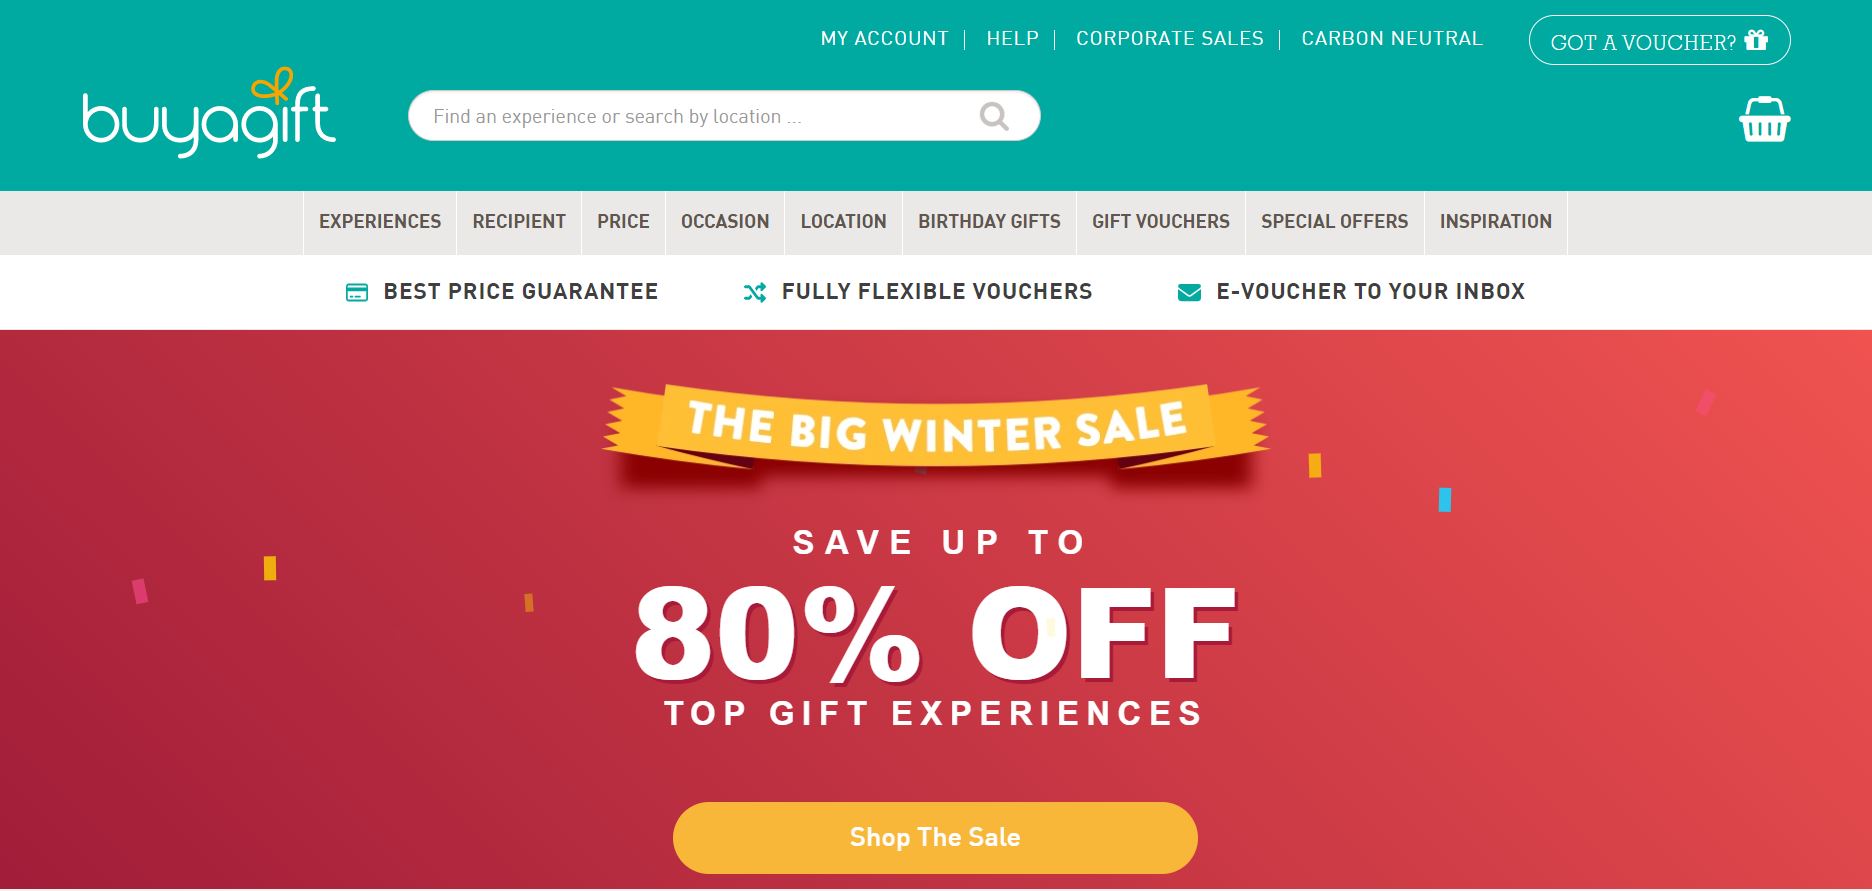 MY ACCOUNT
HELP
CORPORATE SALES
CARBON NEUTRAL
GOT A VOUCHER?
buyagift
Find an experience or search by location ...
EXPERIENCES
RECIPIENT
PRICE
OCCASION
LOCATION
BIRTHDAY GIFTS
GIFT VOUCHERS
SPECIAL OFFERS
INSPIRATION
BEST PRICE GUARANTEE
FULLY FLEXIBLE VOUCHERS
E-VOUCHER TO YOUR INBOX
THE BIG WINTER SALE
SAVE UP TO
80% OFF
TOP GIFT EXPERIENCES
Shop The Sale